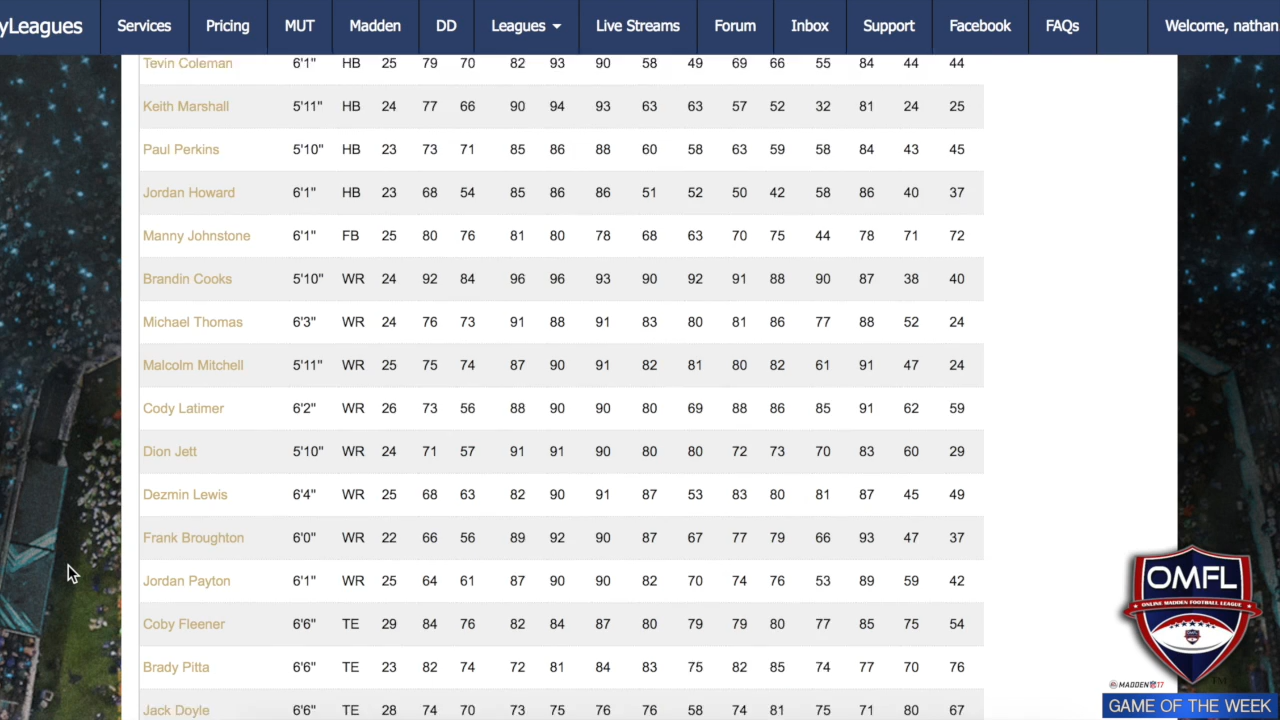 yLeagues Services Pricing MUT Madden DD Leagues Live Streams Forum Inbox Support Facebook FAQs Welcome, nathan
Tevin Coleman 6'1" HB 25 79 70 82 93 90 58 49 69 66 55 84 44 44
Keith Marshall 5'11" HB 24 77 66 90 94 93 63 63 57 52 32 81 24 25
Paul Perkins 5'10" HB 23 73 71 85 86 88 60 58 63 59 58 84 43 45
Jordan Howard 6'1" HB 23 68 54 85 86 86 51 52 50 42 58 86 40 37
Manny Johnstone 6'1" FB 25 80 76 81 80 78 68 63 70 75 44 78 71 72
Brandin Cooks 5'10" WR 24 92 84 96 96 93 90 92 91 88 90 87 38 40
Michael Thomas 6'3" WR 24 76 73 91 88 91 83 80 81 86 77 88 52 24
Malcolm Mitchell 5'11" WR 25 75 74 87 90 91 82 81 80 82 61 91 47 24
Cody Latimer 6'2" WR 26 73 56 88 90 90 80 69 88 86 85 91 62 59
Dion Jett 5'10" WR 24 71 57 91 91 90 80 80 72 73 70 83 60 29
Dezmin Lewis 6'4" WR 25 68 63 82 90 91 87 53 83 80 81 87 45 49
Frank Broughton 6'0" WR 22 66 56 89 92 90 87 67 77 79 66 93 47 37
Jordan Payton 6'1" WR 25 64 61 87 90 90 82 70 74 76 53 89 59 42
Coby Fleener 6'6" TE 29 84 76 82 84 87 80 79 79 80 77 85 75 54
Brady Pitta 6'6" TE 23 82 74 72 81 84 83 75 82 85 74 77 70 76
Jack Doyle 6'6" TE 28 74 64 73 75 76 76 58 74 81 75 71 80 67
OMFL
ONLINE MADDEN FOOTBALL LEAGUE
MADDEN 17
GAME OF THE WEEK